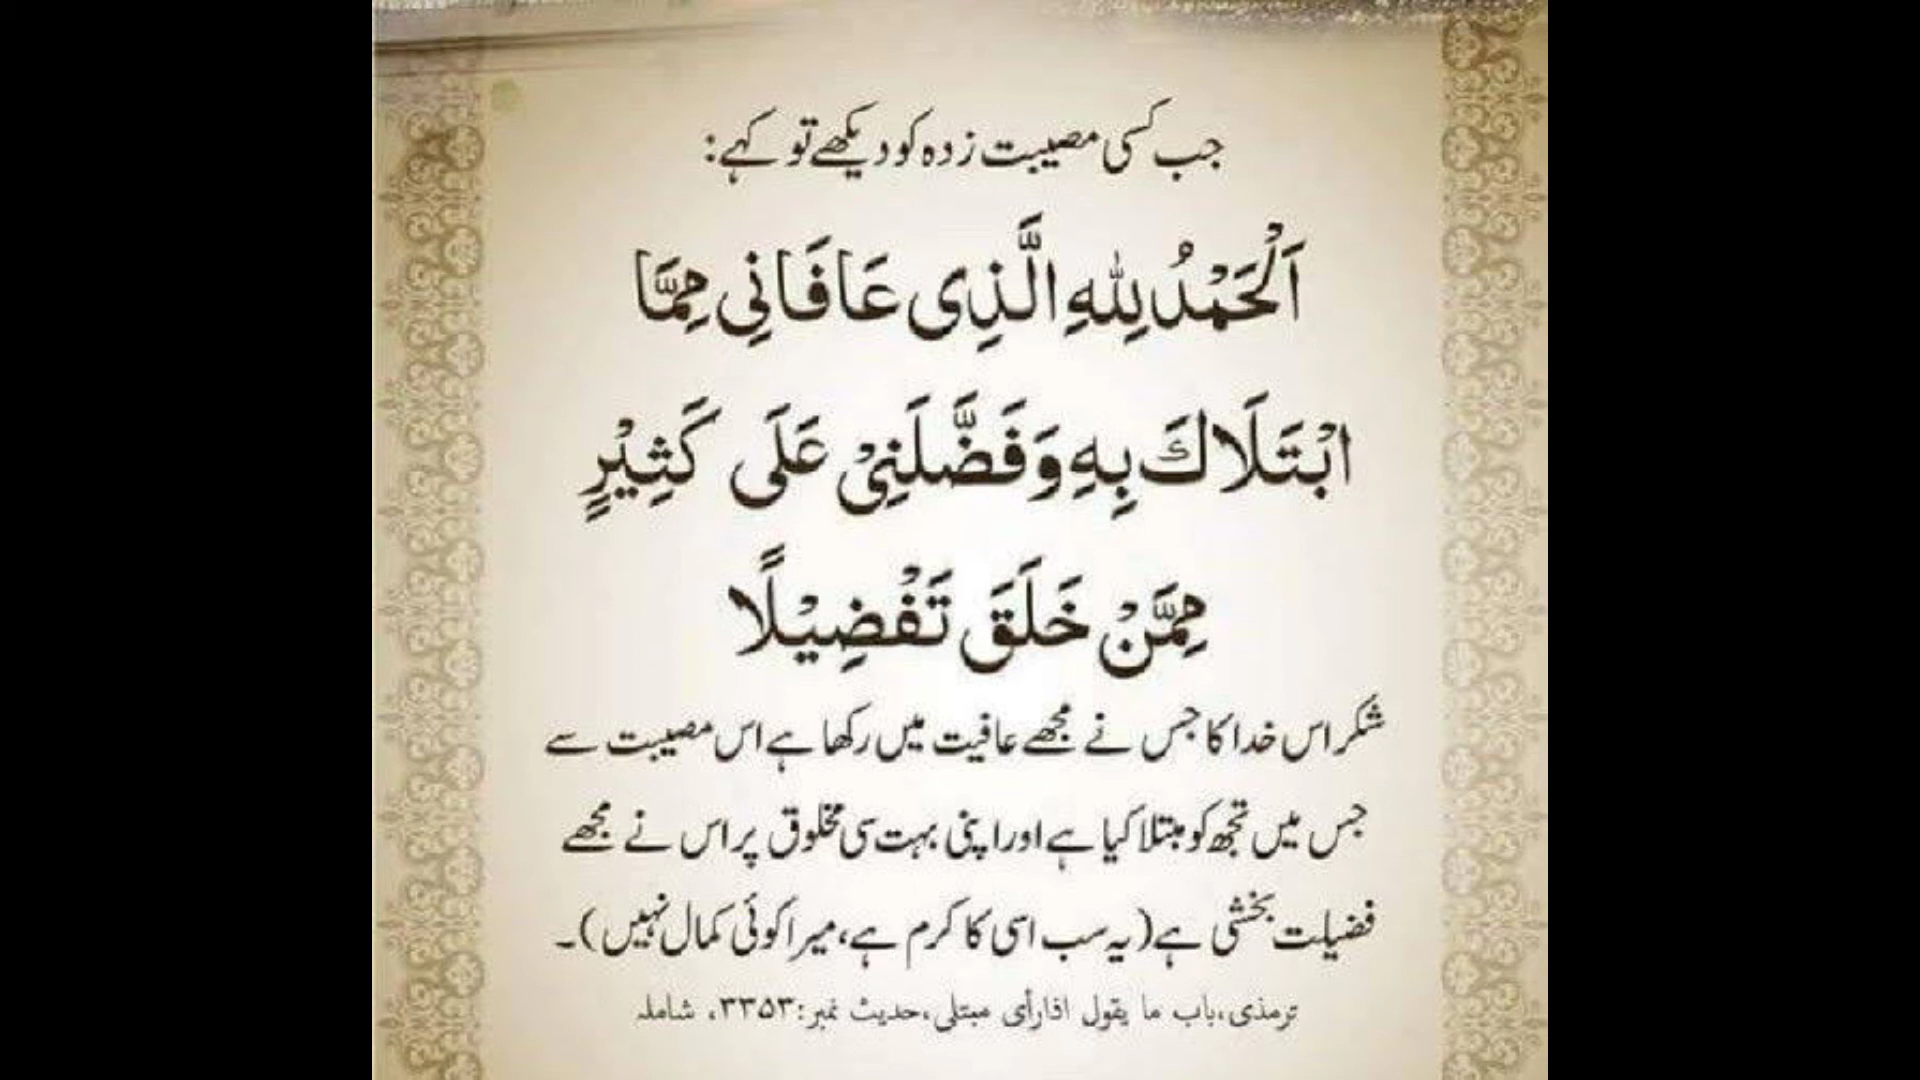 جب کسی مصیبت زدہ کو دیکھے تو کہے:
اَلْحَمْدُ لِلّٰهِ الَّذِی عَافَانِی مِمَّا
ابْتَلَاكَ بِهِ وَفَضَّلَنِیْ عَلَی كَثِیْرٍ
مِمَّنْ خَلَقَ تَفْضِیْلًا
شکر اس خدا کا جس نے مجھے عافیت میں رکھا ہے اس مصیبت سے
جس میں تجھ کو مبتلا کیا ہے اور اپنی بہت سی مخلوق پر اس نے مجھے
فضیلت بخشی ہے (یہ سب اسی کا کرم ہے، میرا کوئی کمال نہیں)۔
ترمذی، باب ما یقول اذا رأی مبتلی، حدیث نمبر: ۳۳۵۳، شاملہ